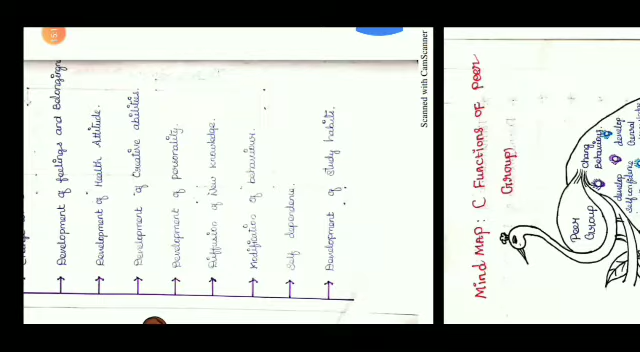 Development of feelings and Belonging
Development of Health Attitude.
Development of Creative abilities.
Development of personality.
Diffusion of New knowledge.
Modification of behaviour.
Self dependence.
Development of Study habits.
Scanned with CamScanner
Mind Map: C Functions of Peer
Group
Peer
Group
chang
Behaviour
develop
Self confidence
develop